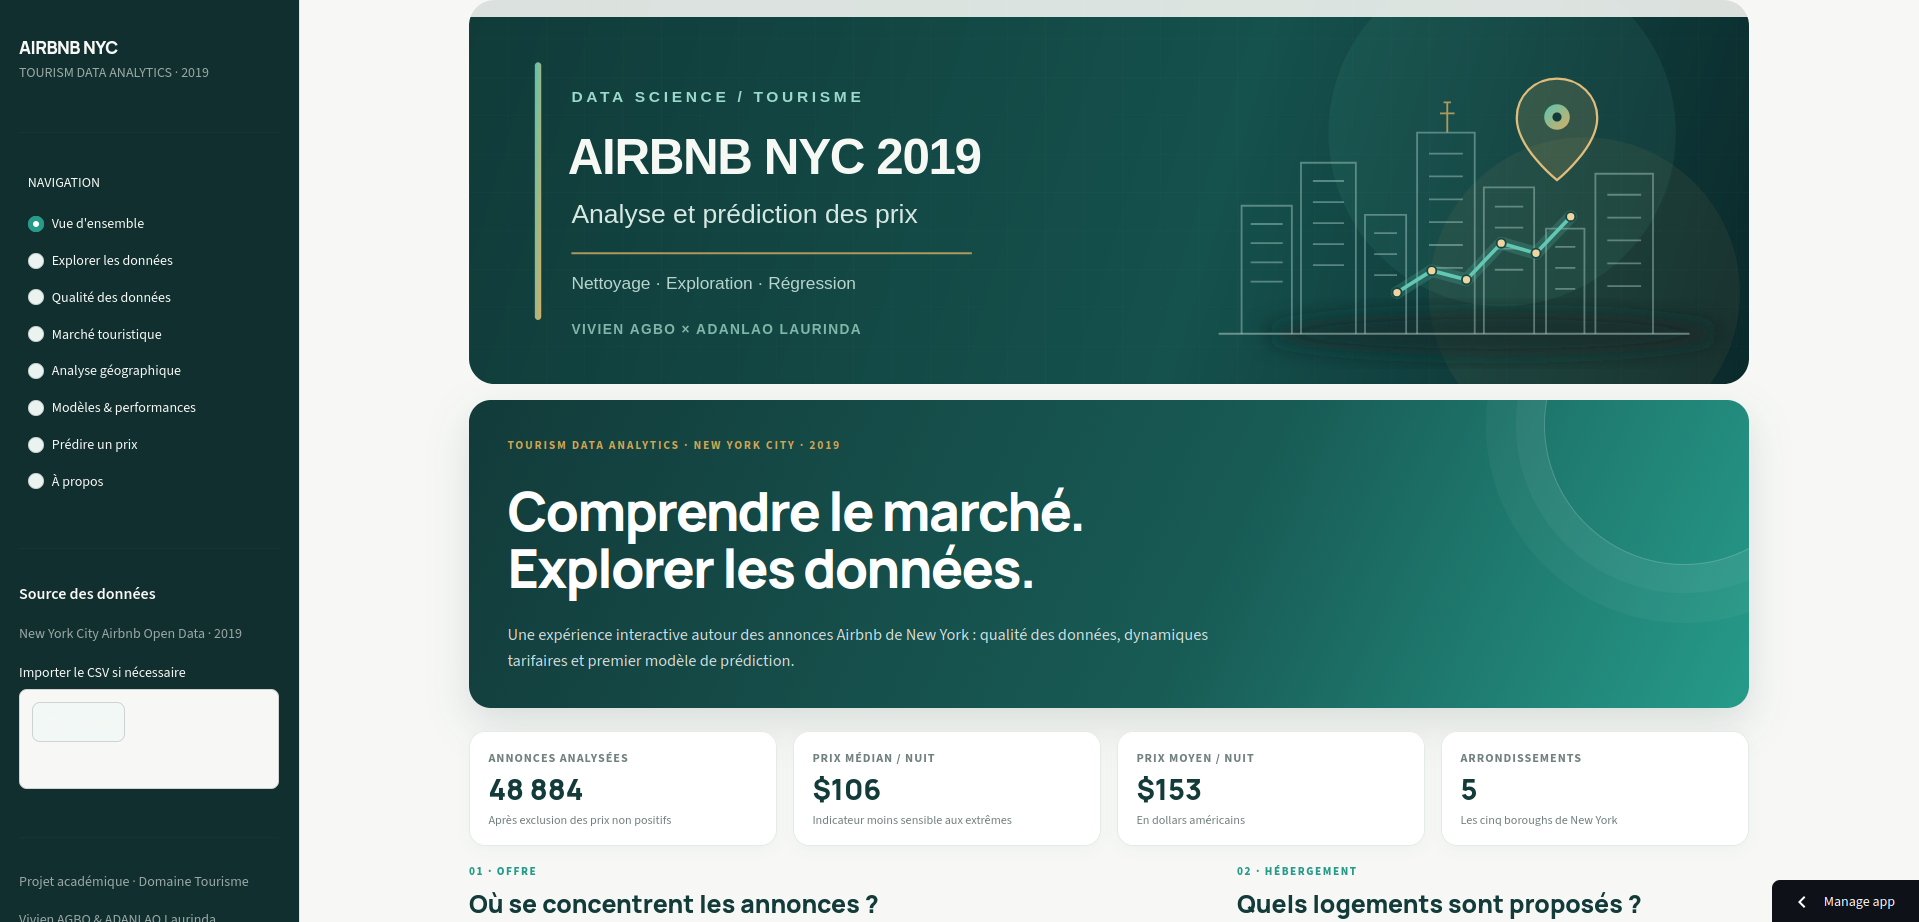 AIRBNB NYC
TOURISM DATA ANALYTICS · 2019
NAVIGATION
Vue d'ensemble
Explorer les données
Qualité des données
Marché touristique
Analyse géographique
Modèles & performances
Prédire un prix
À propos
Source des données
New York City Airbnb Open Data · 2019
Importer le CSV si nécessaire
Projet académique · Domaine Tourisme
Vivien AGBO & ADANLAO Laurinda
DATA SCIENCE / TOURISME
AIRBNB NYC 2019
Analyse et prédiction des prix
Nettoyage · Exploration · Régression
VIVIEN AGBO × ADANLAO LAURINDA
TOURISM DATA ANALYTICS · NEW YORK CITY · 2019
Comprendre le marché.
Explorer les données.
Une expérience interactive autour des annonces Airbnb de New York : qualité des données, dynamiques
tarifaires et premier modèle de prédiction.
ANNONCES ANALYSÉES
48 884
Après exclusion des prix non positifs
PRIX MÉDIAN / NUIT
$106
Indicateur moins sensible aux extrêmes
PRIX MOYEN / NUIT
$153
En dollars américains
ARRONDISSEMENTS
5
Les cinq boroughs de New York
01 · OFFRE
Où se concentrent les annonces ?
02 · HÉBERGEMENT
Quels logements sont proposés ?
Manage app